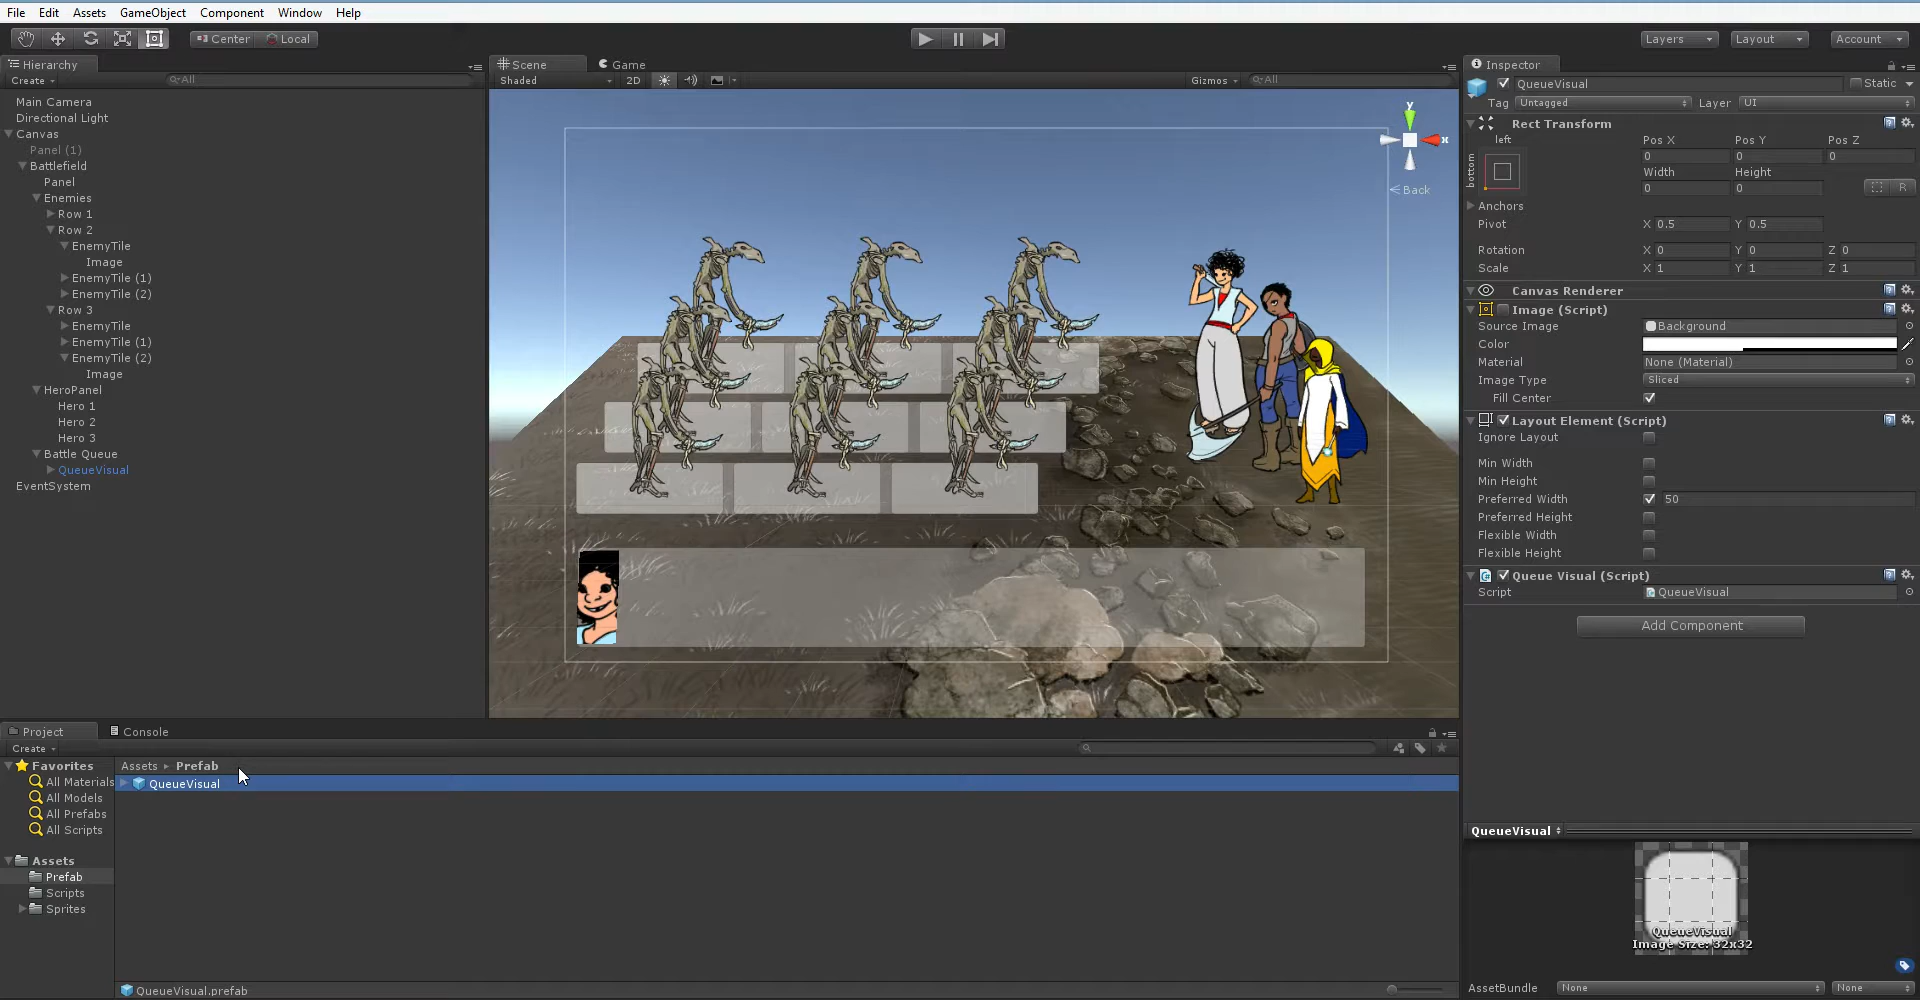 File Edit Assets GameObject Component Window Help
Center Local
Layers Layout Account
Hierarchy
Create All
Main Camera
Directional Light
Canvas
Panel (1)
Battlefield
Panel
Enemies
Row 1
Row 2
EnemyTile
Image
EnemyTile (1)
EnemyTile (2)
Row 3
EnemyTile
EnemyTile (1)
EnemyTile (2)
Image
HeroPanel
Hero 1
Hero 2
Hero 3
Battle Queue
QueueVisual
EventSystem
Scene Game
Shaded 2D Gizmos All
y
x
Back
Inspector
QueueVisual Static
Tag Untagged Layer UI
Rect Transform
left Pos X Pos Y Pos Z
bottom
0 0 0
Width Height
0 0 R
Anchors
Pivot X 0.5 Y 0.5
Rotation X 0 Y 0 Z 0
Scale X 1 Y 1 Z 1
Canvas Renderer
Image (Script)
Source Image Background
Color
Material None (Material)
Image Type Sliced
Fill Center
Layout Element (Script)
Ignore Layout
Min Width
Min Height
Preferred Width 50
Preferred Height
Flexible Width
Flexible Height
Queue Visual (Script)
Script QueueVisual
Add Component
Project Console
Create
Favorites
All Materials
All Models
All Prefabs
All Scripts
Assets
Prefab
Scripts
Sprites
Assets Prefab
QueueVisual
QueueVisual.prefab
QueueVisual
QueueVisual
Image Size: 32x32
AssetBundle None None